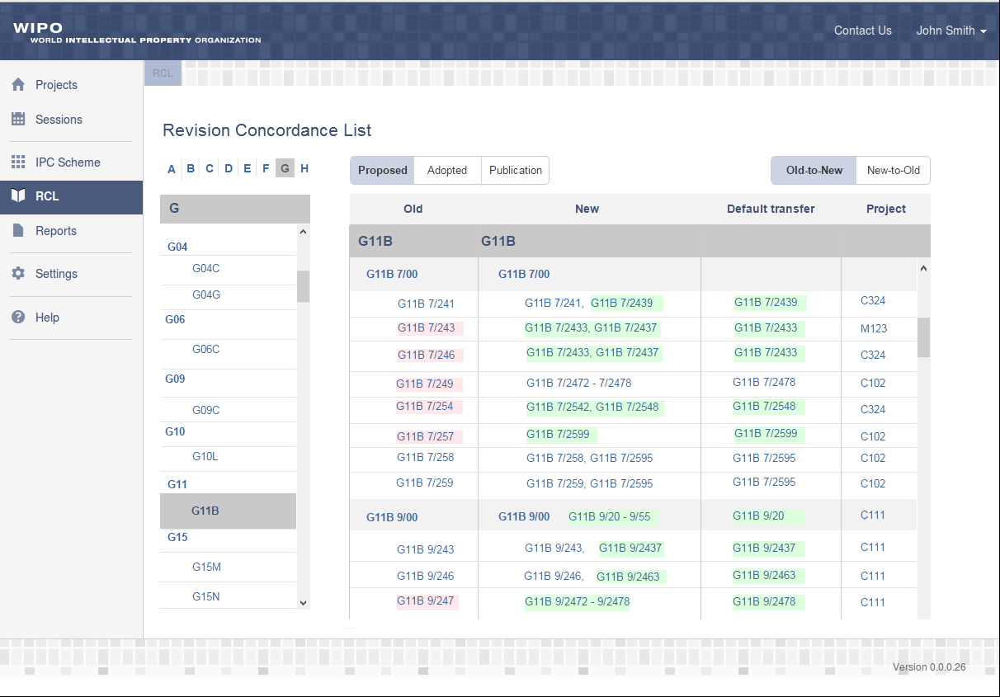 WIPO
WORLD INTELLECTUAL PROPERTY ORGANIZATION
Contact Us
John Smith
Projects
Sessions
IPC Scheme
RCL
Reports
Settings
Help
RCL
Revision Concordance List
A B C D E F G H
G
G04
G04C
G04G
G06
G06C
G09
G09C
G10
G10L
G11
G11B
G15
G15M
G15N
Proposed Adopted Publication
Old-to-New New-to-Old
Old New Default transfer Project
G11B G11B
G11B 7/00 G11B 7/00
G11B 7/241 G11B 7/241, G11B 7/2439 G11B 7/2439 C324
G11B 7/243 G11B 7/2433, G11B 7/2437 G11B 7/2433 M123
G11B 7/246 G11B 7/2433, G11B 7/2437 G11B 7/2433 C324
G11B 7/249 G11B 7/2472 - 7/2478 G11B 7/2478 C102
G11B 7/254 G11B 7/2542, G11B 7/2548 G11B 7/2548 C324
G11B 7/257 G11B 7/2599 G11B 7/2599 C102
G11B 7/258 G11B 7/258, G11B 7/2595 G11B 7/2595 C102
G11B 7/259 G11B 7/259, G11B 7/2595 G11B 7/2595 C102
G11B 9/00 G11B 9/00 G11B 9/20 - 9/55 G11B 9/20 C111
G11B 9/243 G11B 9/243, G11B 9/2437 G11B 9/2437 C111
G11B 9/246 G11B 9/246, G11B 9/2463 G11B 9/2463 C111
G11B 9/247 G11B 9/2472 - 9/2478 G11B 9/2478 C111
Version 0.0.0.26